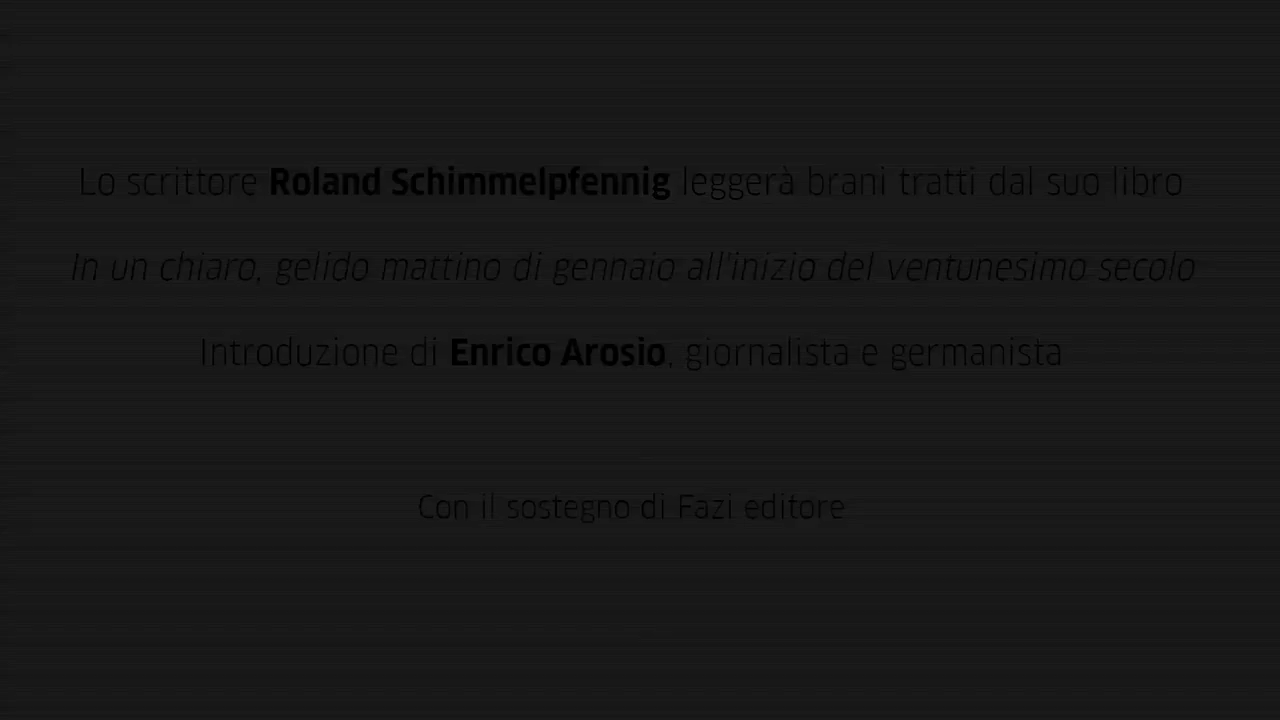 Lo scrittore Roland Schimmelpfennig leggerà brani tratti dal suo libro
In un chiaro, gelido mattino di gennaio all'inizio del ventunesimo secolo
Introduzione di Enrico Arosio, giornalista e germanista
Con il sostegno di Fazi editore